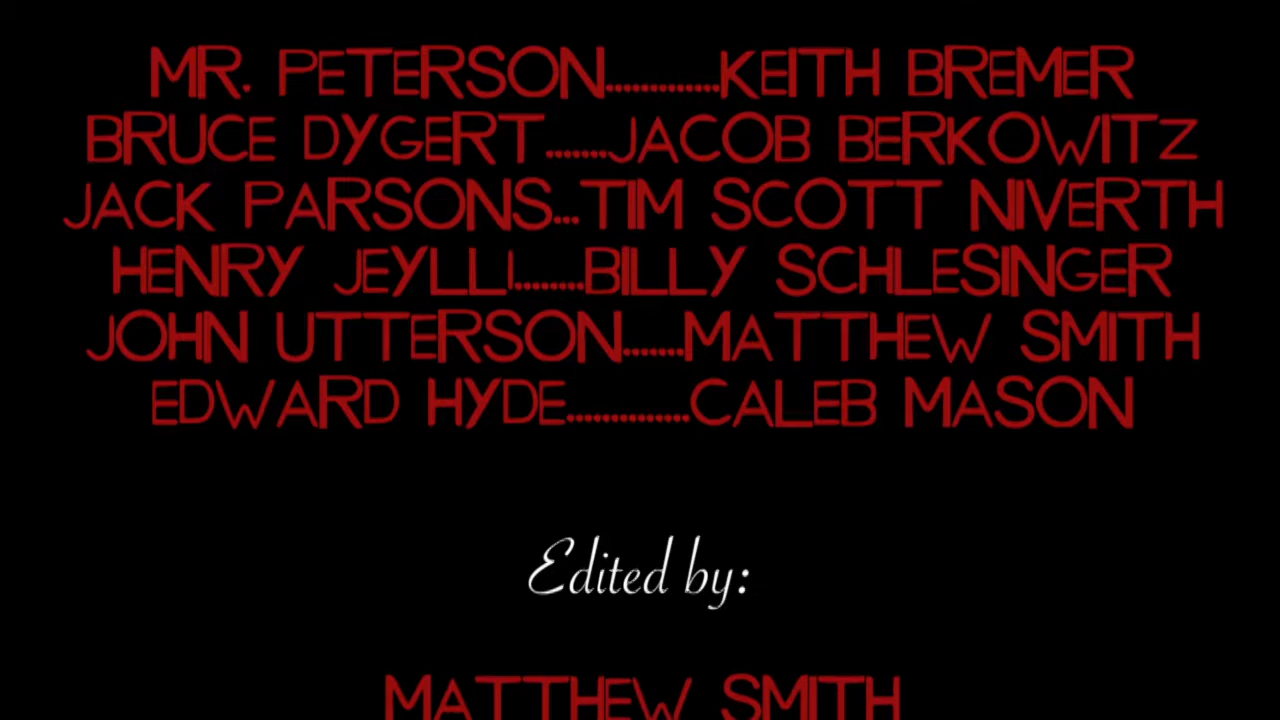 MR. PETERSON.............KEITH BREMER
BRUCE DYGERT.......JACOB BERKOWITZ
JACK PARSONS...TIM SCOTT NIVERTH
HENRY JEYLLI........BILLY SCHLESINGER
JOHN UTTERSON.......MATTHEW SMITH
EDWARD HYDE..............CALEB MASON
Edited by:
MATTHEW SMITH